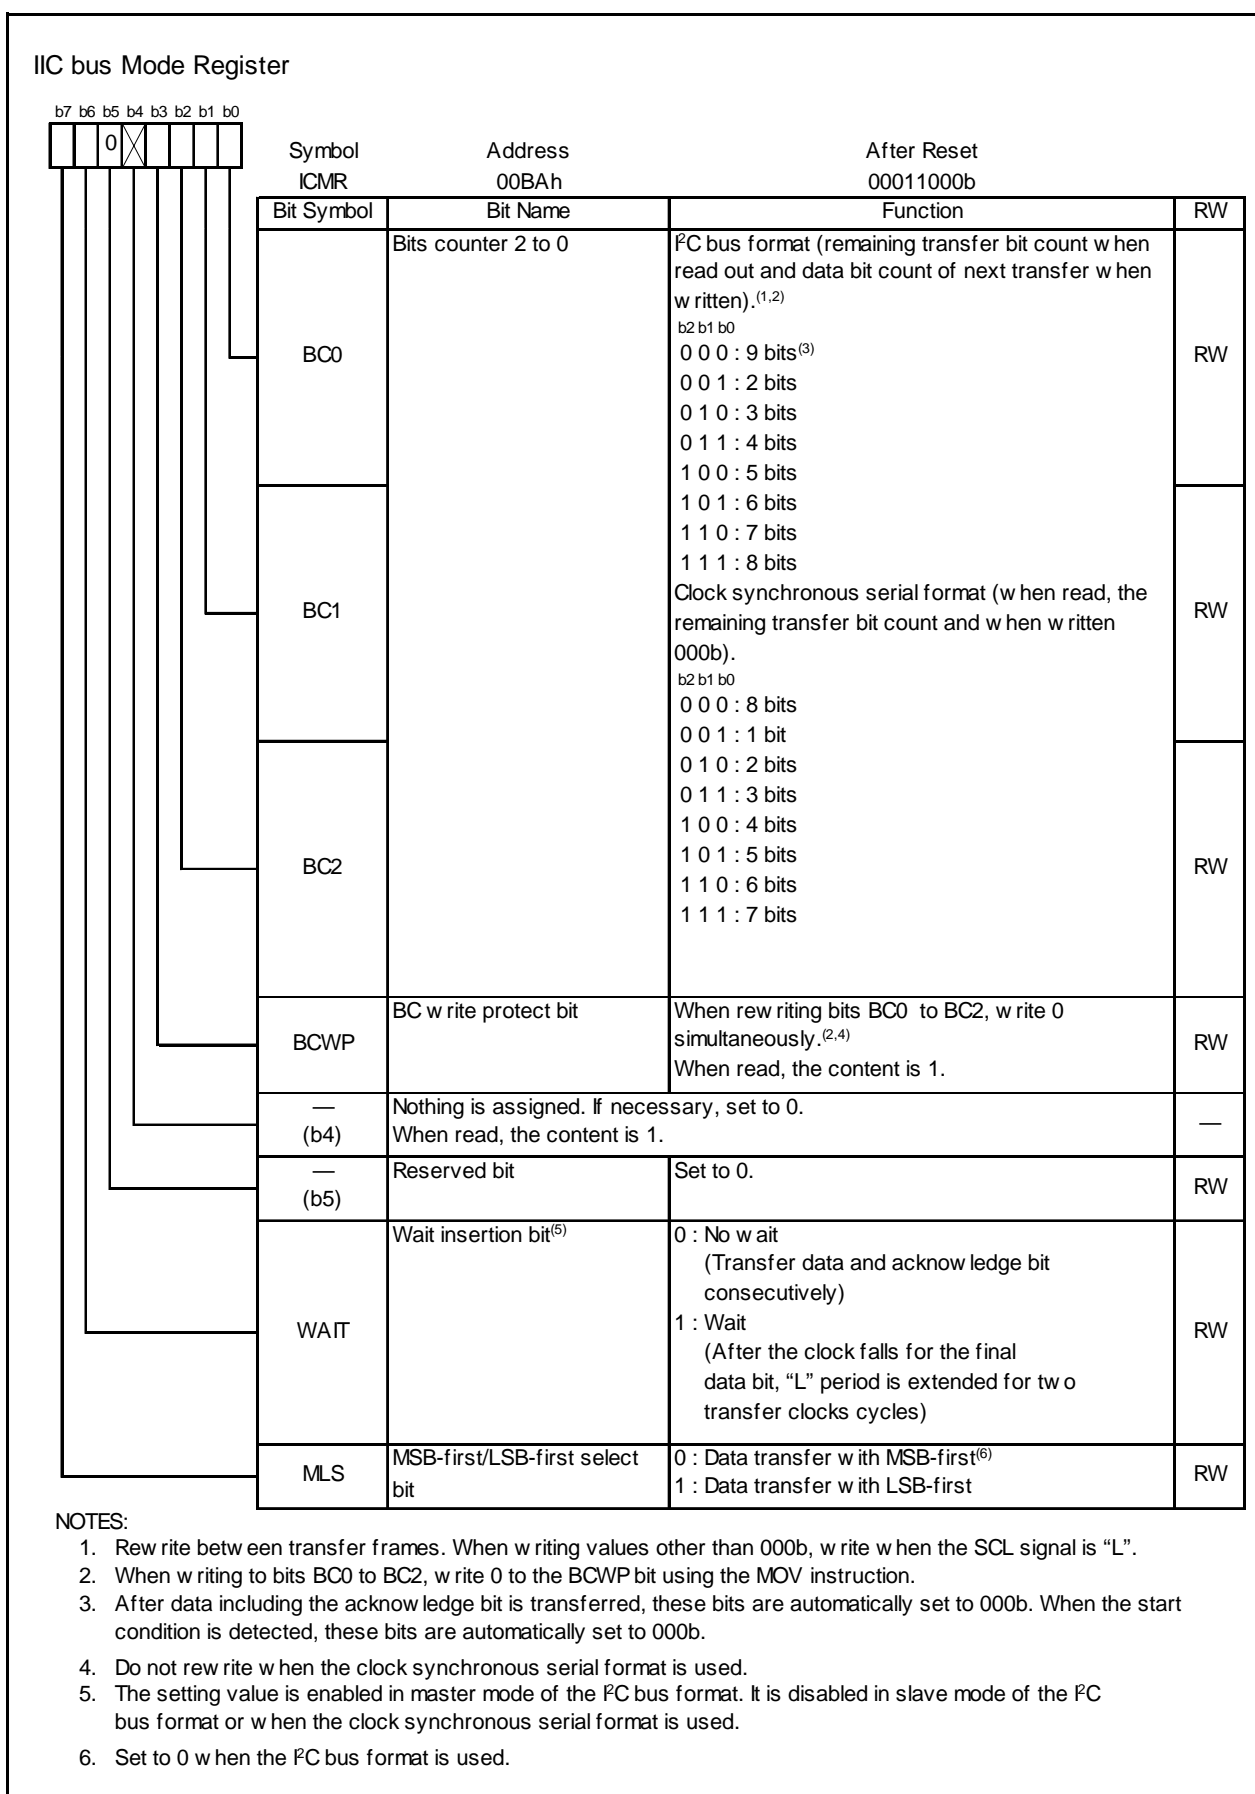 IIC bus Mode Register
b7 b6 b5 b4 b3 b2 b1 b0
0
Symbol Address After Reset
ICMR 00BAh 00011000b
Bit Symbol Bit Name Function RW
BC0 Bits counter 2 to 0 I²C bus format (remaining transfer bit count when
read out and data bit count of next transfer when
written).(1,2)
b2 b1 b0
0 0 0 : 9 bits(3) RW
0 0 1 : 2 bits
0 1 0 : 3 bits
0 1 1 : 4 bits
1 0 0 : 5 bits
1 0 1 : 6 bits
1 1 0 : 7 bits
1 1 1 : 8 bits
Clock synchronous serial format (when read, the
BC1 remaining transfer bit count and when written RW
000b).
b2 b1 b0
0 0 0 : 8 bits
0 0 1 : 1 bit
0 1 0 : 2 bits
0 1 1 : 3 bits
1 0 0 : 4 bits
1 0 1 : 5 bits
BC2 1 1 0 : 6 bits RW
1 1 1 : 7 bits
BC write protect bit When rewriting bits BC0 to BC2, write 0
BCWP simultaneously.(2,4) RW
When read, the content is 1.
— Nothing is assigned. If necessary, set to 0. —
(b4) When read, the content is 1.
— Reserved bit Set to 0. RW
(b5)
Wait insertion bit(5) 0 : No wait
(Transfer data and acknowledge bit
consecutively)
WAIT 1 : Wait RW
(After the clock falls for the final
data bit, “L” period is extended for two
transfer clocks cycles)
MLS MSB-first/LSB-first select 0 : Data transfer with MSB-first(6) RW
bit 1 : Data transfer with LSB-first
NOTES:
1. Rewrite between transfer frames. When writing values other than 000b, write when the SCL signal is “L”.
2. When writing to bits BC0 to BC2, write 0 to the BCWP bit using the MOV instruction.
3. After data including the acknowledge bit is transferred, these bits are automatically set to 000b. When the start
condition is detected, these bits are automatically set to 000b.
4. Do not rewrite when the clock synchronous serial format is used.
5. The setting value is enabled in master mode of the I²C bus format. It is disabled in slave mode of the I²C
bus format or when the clock synchronous serial format is used.
6. Set to 0 when the I²C bus format is used.